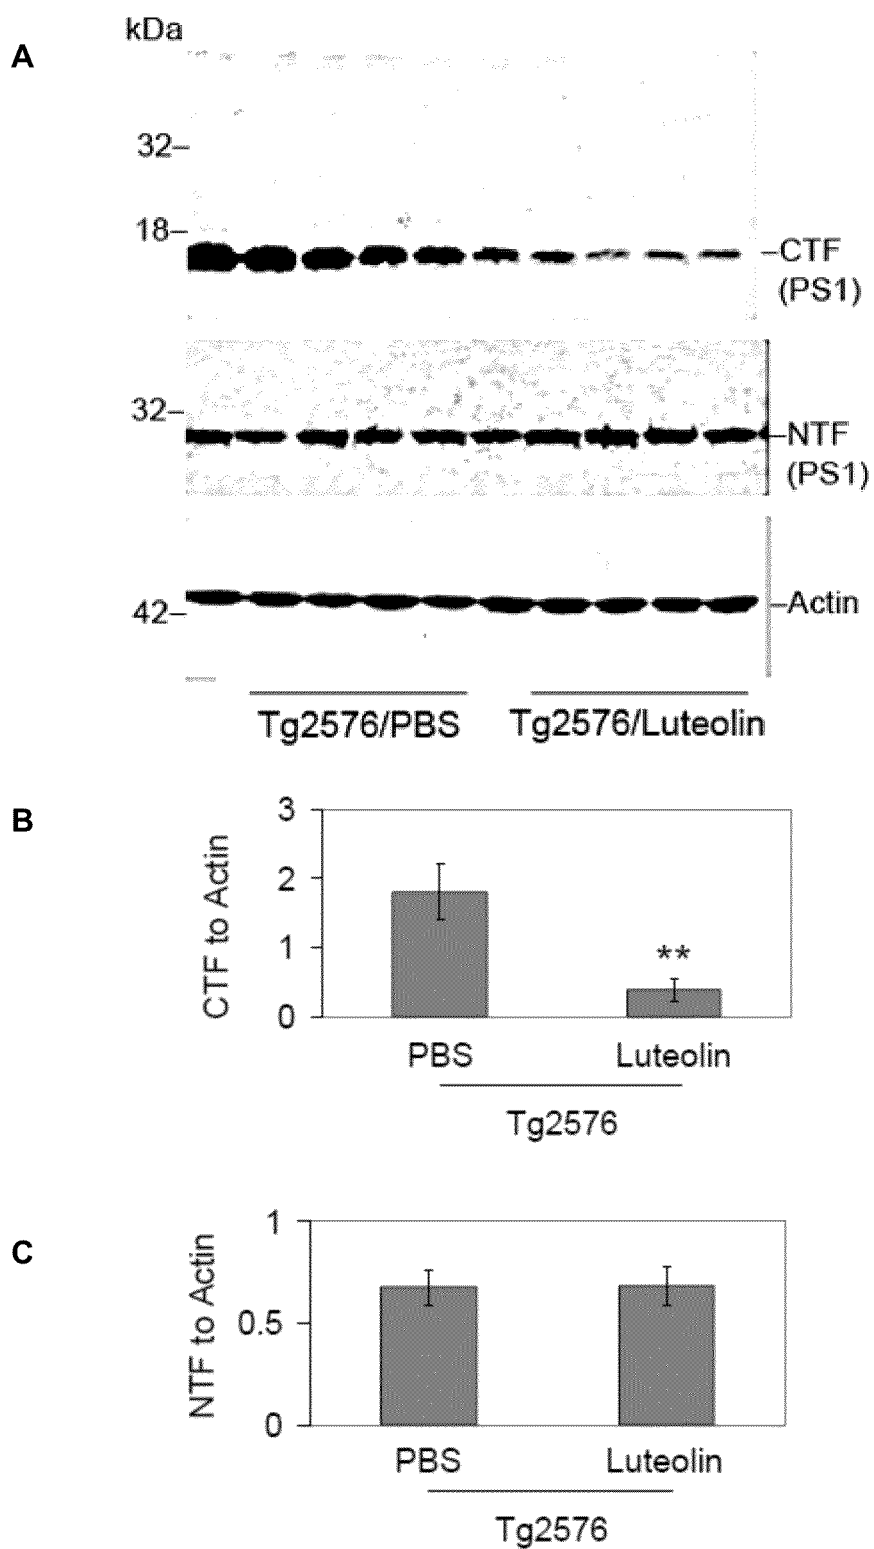 kDa
A
32–
18–
–CTF
(PS1)
32–
–NTF
(PS1)
42–
–Actin
Tg2576/PBS
Tg2576/Luteolin
B
3
2
1
0
CTF to Actin
**
PBS
Luteolin
Tg2576
C
1
0.5
0
NTF to Actin
PBS
Luteolin
Tg2576